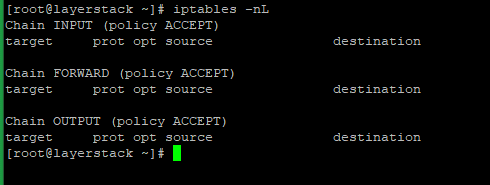 [root@layerstack ~]# iptables -nL
Chain INPUT (policy ACCEPT)
target     prot opt source               destination
Chain FORWARD (policy ACCEPT)
target     prot opt source               destination
Chain OUTPUT (policy ACCEPT)
target     prot opt source               destination
[root@layerstack ~]#